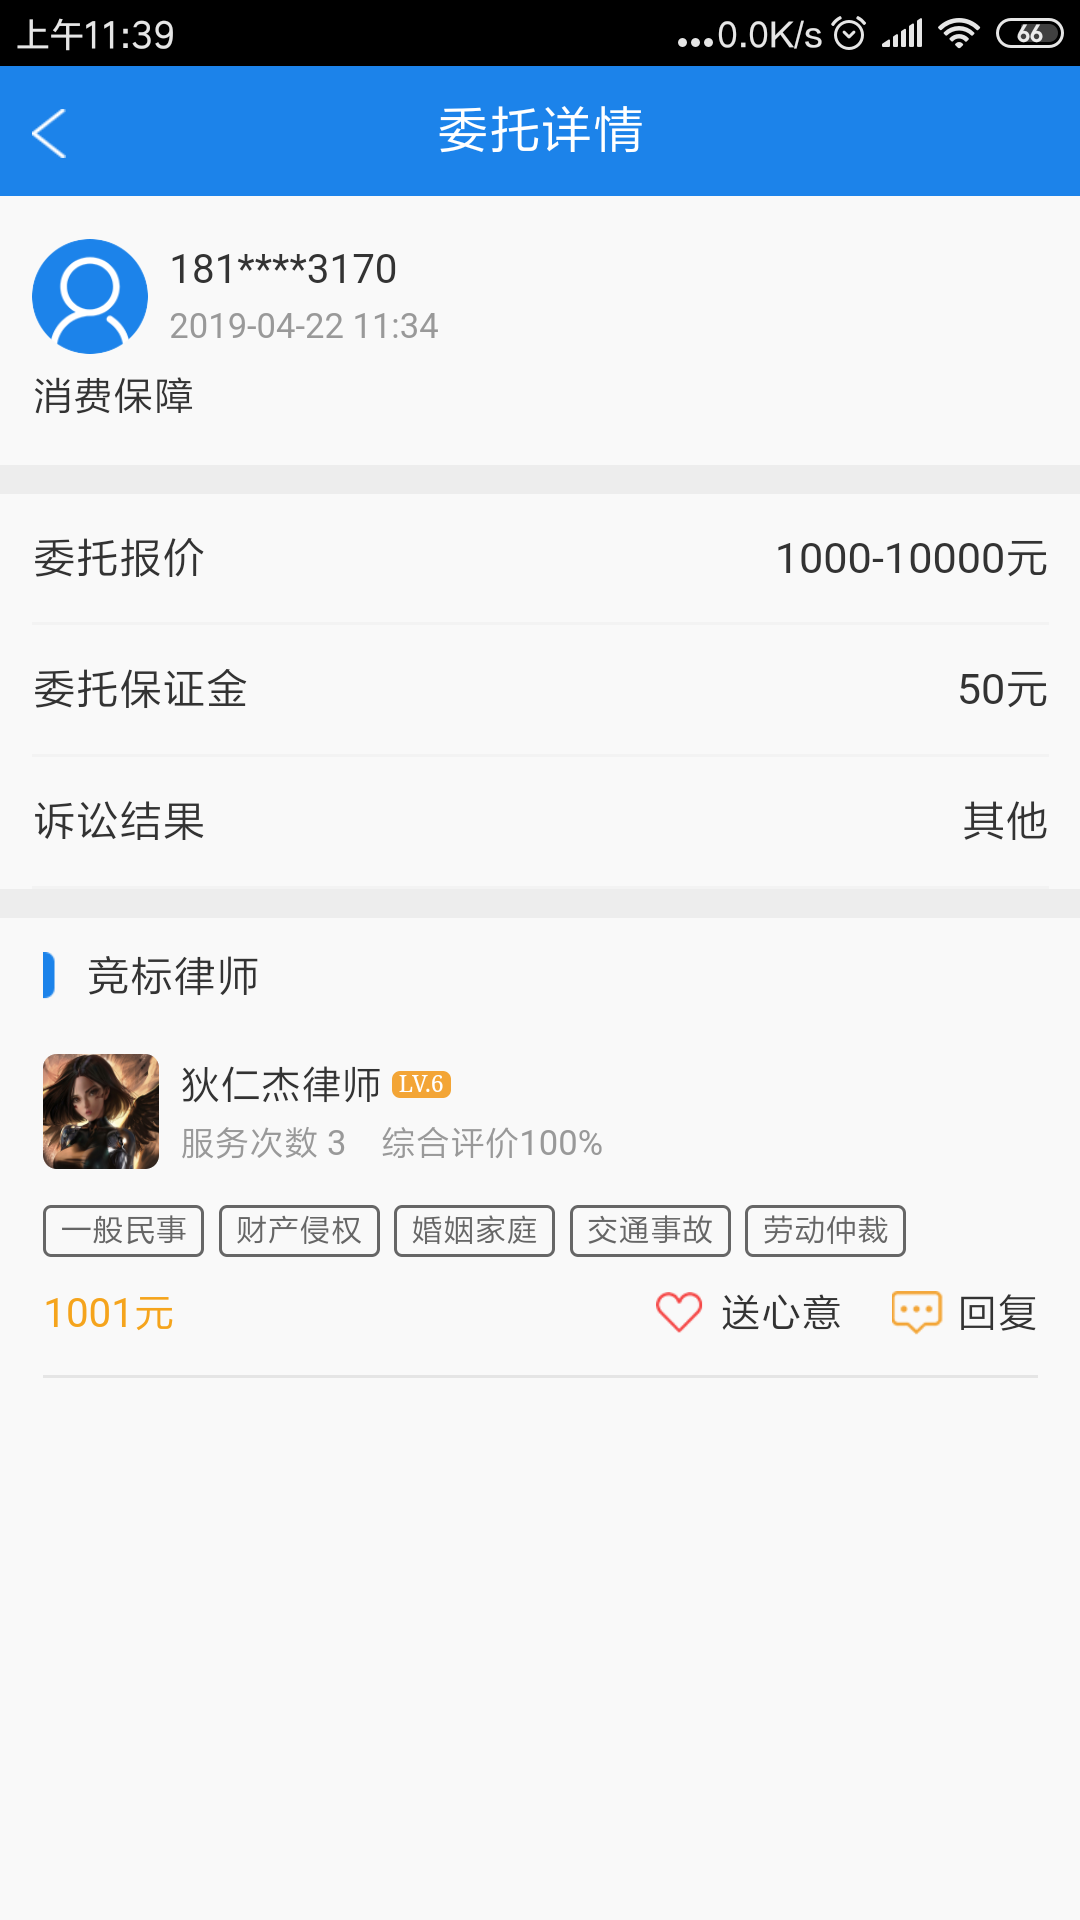 上午11:39
...0.0K/s
66
委托详情
181****3170
2019-04-22 11:34
消费保障
委托报价 1000-10000元
委托保证金 50元
诉讼结果 其他
竞标律师
狄仁杰律师 LV.6
服务次数 3 综合评价100%
一般民事 财产侵权 婚姻家庭 交通事故 劳动仲裁
1001元 送心意 回复